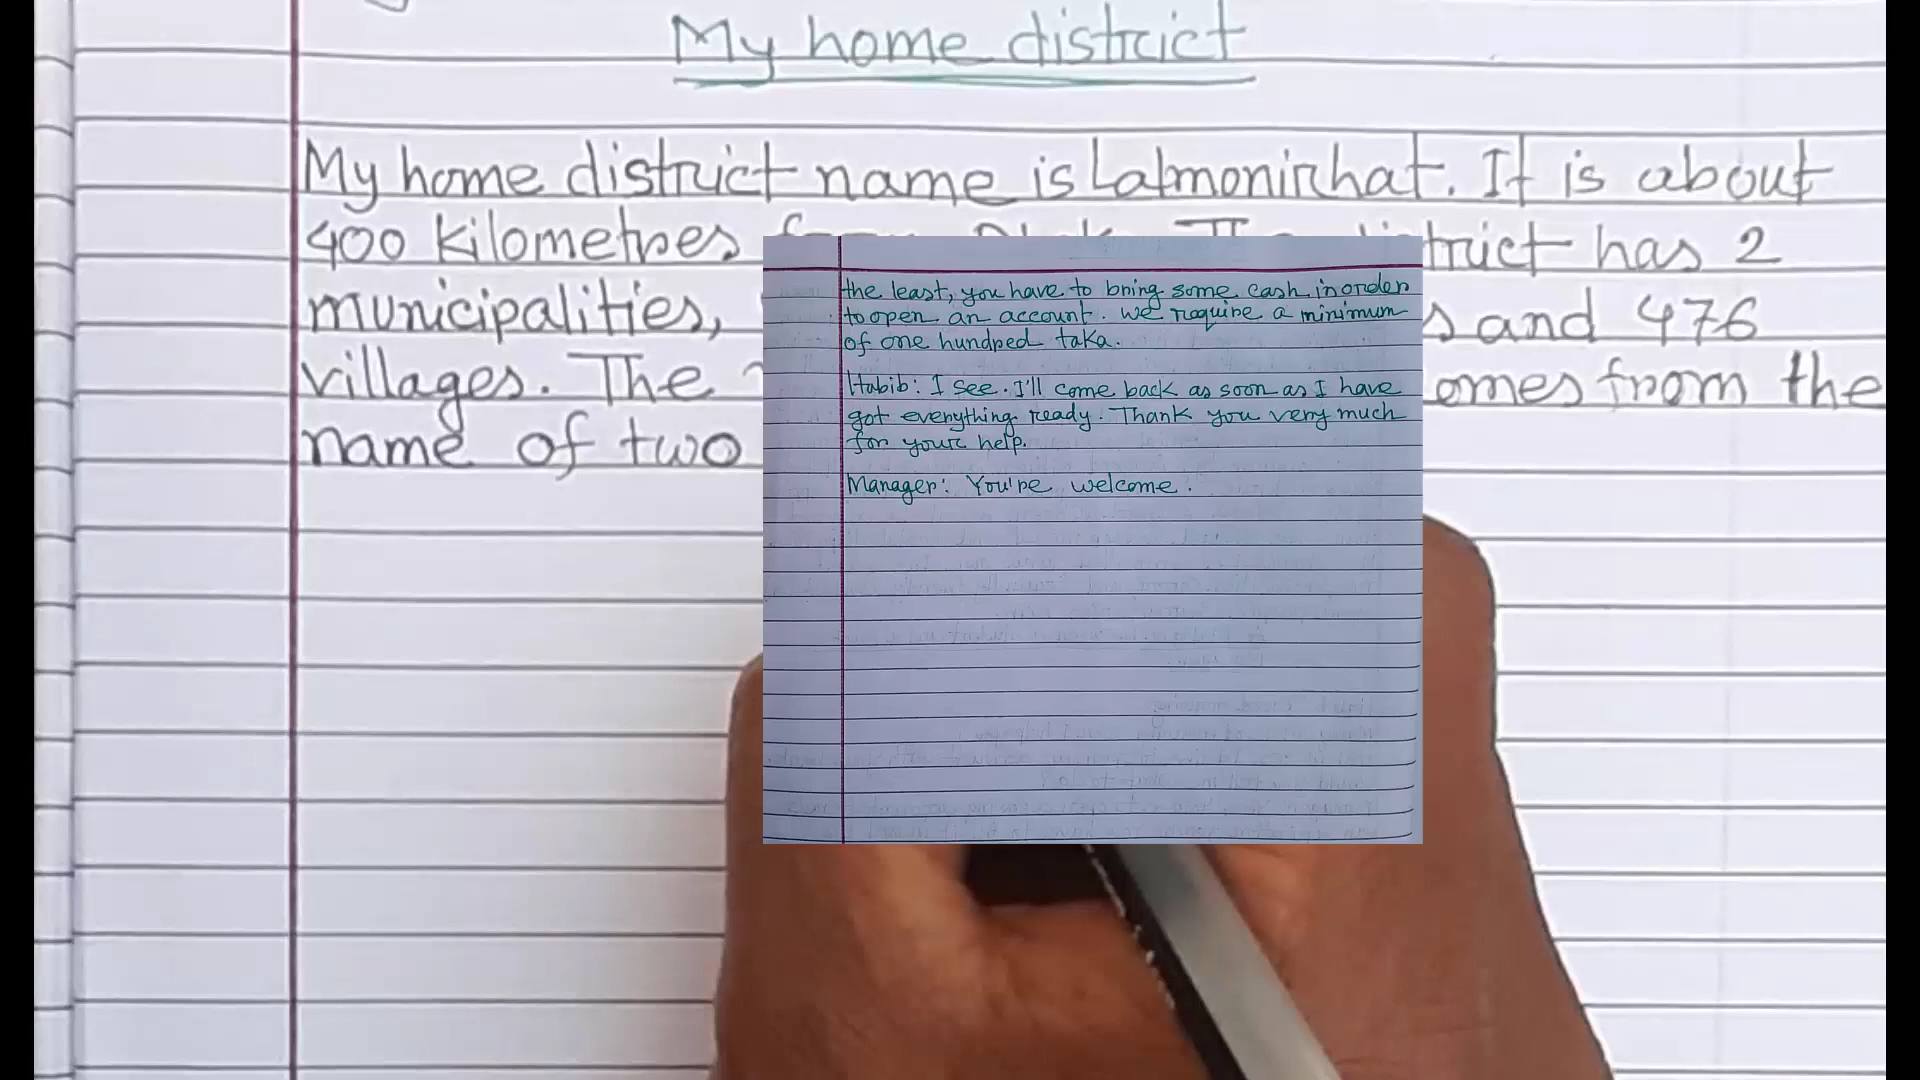 My home district
My home district name is Lalmonirhat. It is about
400 kilometres
district has 2
municipalities,
and 476
villages. The
comes from the
name of two
the least, you have to bring some cash in order
to open an account. We require a minimum
of one hundred taka.
Habib: I see. I'll come back as soon as I have
got everything ready. Thank you very much
for your help.
Manager: You're welcome.